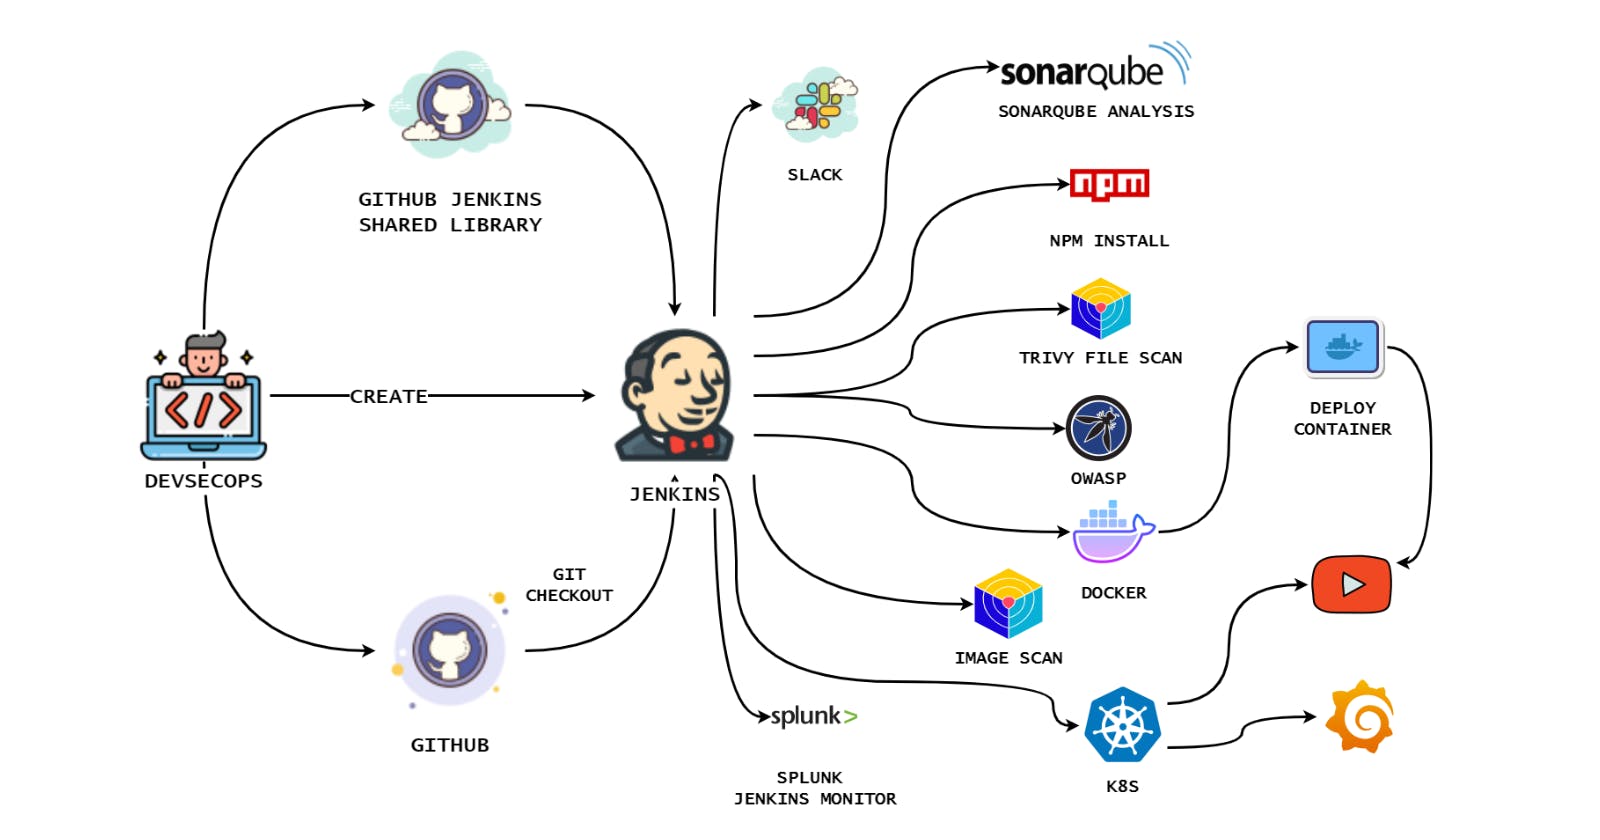 sonarqube
SONARQUBE ANALYSIS
SLACK
GITHUB JENKINS
SHARED LIBRARY
npm
NPM INSTALL
TRIVY FILE SCAN
CREATE
DEPLOY
CONTAINER
</>
DEVSECOPS
OWASP
JENKINS
GIT
CHECKOUT
DOCKER
IMAGE SCAN
splunk>
GITHUB
SPLUNK
JENKINS MONITOR
K8S